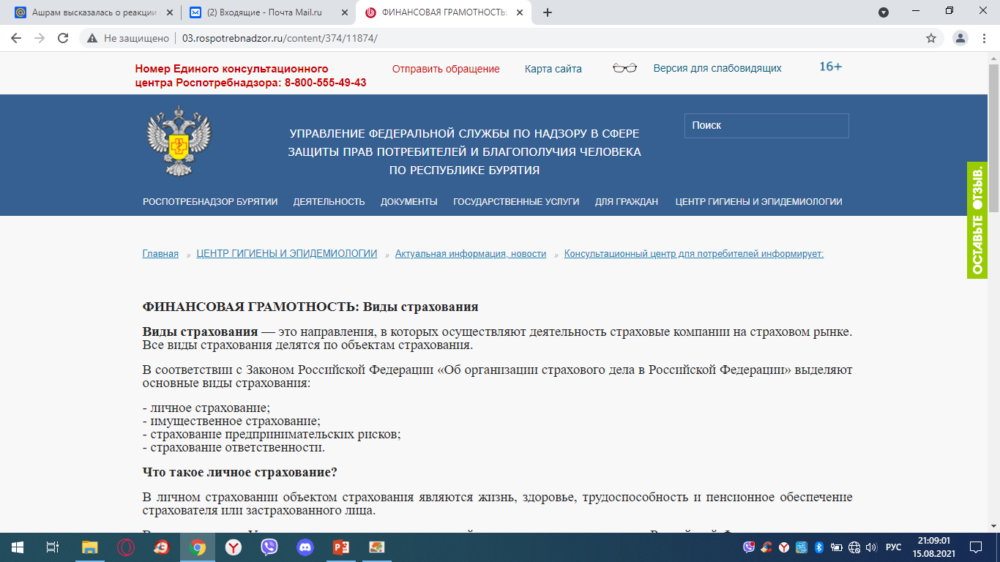 Ашрам высказалась о реакции
(2) Входящие - Почта Mail.ru
ФИНАНСОВАЯ ГРАМОТНОСТЬ:
Не защищено
03.rospotrebnadzor.ru/content/374/11874/
Номер Единого консультационного
центра Роспотребнадзора: 8-800-555-49-43
Отправить обращение
Карта сайта
Версия для слабовидящих
16+
УПРАВЛЕНИЕ ФЕДЕРАЛЬНОЙ СЛУЖБЫ ПО НАДЗОРУ В СФЕРЕ
ЗАЩИТЫ ПРАВ ПОТРЕБИТЕЛЕЙ И БЛАГОПОЛУЧИЯ ЧЕЛОВЕКА
ПО РЕСПУБЛИКЕ БУРЯТИЯ
Поиск
РОСПОТРЕБНАДЗОР БУРЯТИИ ДЕЯТЕЛЬНОСТЬ ДОКУМЕНТЫ ГОСУДАРСТВЕННЫЕ УСЛУГИ ДЛЯ ГРАЖДАН ЦЕНТР ГИГИЕНЫ И ЭПИДЕМИОЛОГИИ
ОСТАВЬТЕ ОТЗЫВ.
Главная » ЦЕНТР ГИГИЕНЫ И ЭПИДЕМИОЛОГИИ » Актуальная информация, новости » Консультационный центр для потребителей информирует:
ФИНАНСОВАЯ ГРАМОТНОСТЬ: Виды страхования
Виды страхования — это направления, в которых осуществляют деятельность страховые компании на страховом рынке.
Все виды страхования делятся по объектам страхования.
В соответствии с Законом Российской Федерации «Об организации страхового дела в Российской Федерации» выделяют
основные виды страхования:
- личное страхование;
- имущественное страхование;
- страхование предпринимательских рисков;
- страхование ответственности.
Что такое личное страхование?
В личном страховании объектом страхования являются жизнь, здоровье, трудоспособность и пенсионное обеспечение
страхователя или застрахованного лица.
РУС
21:09:01
15.08.2021